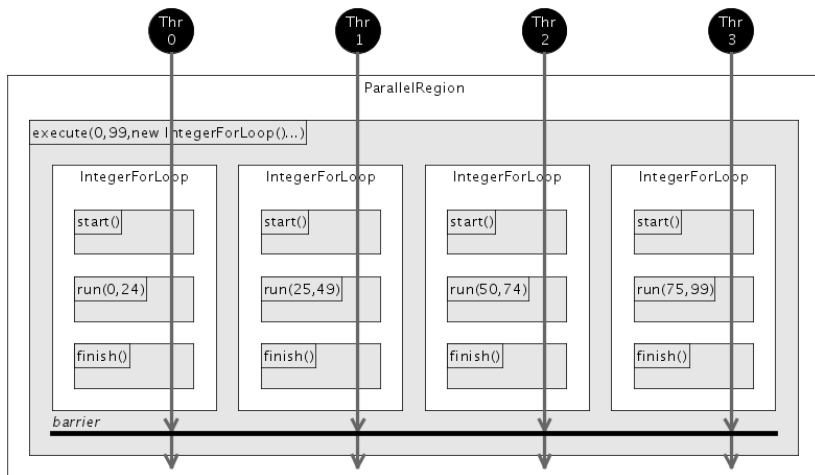 Thr
0
Thr
1
Thr
2
Thr
3
ParallelRegion
execute(0,99,new IntegerForLoop()...)
IntegerForLoop
start()
run(0,24)
finish()
IntegerForLoop
start()
run(25,49)
finish()
IntegerForLoop
start()
run(50,74)
finish()
IntegerForLoop
start()
run(75,99)
finish()
barrier